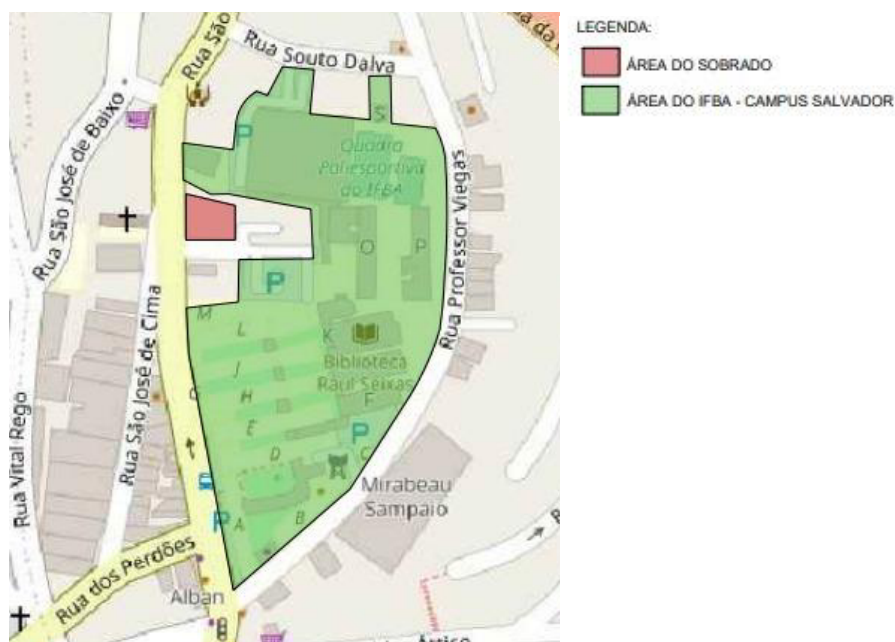 LEGENDA:
ÁREA DO SOBRADO
ÁREA DO IFBA - CAMPUS SALVADOR
Rua São
Rua Souto Dalva
da
Rua São José de Baixo
P
S
Quadra
Poliesportiva
do IFBA
Rua Professor Viegas
O
P
P
Rua São José de Cima
M
L
K
Biblioteca
Raul Seixas
J
G
H
F
E
P
D
C
Rua Vital Rego
Mirabeau
Sampaio
P
A
B
Rua dos Perdões
Alban